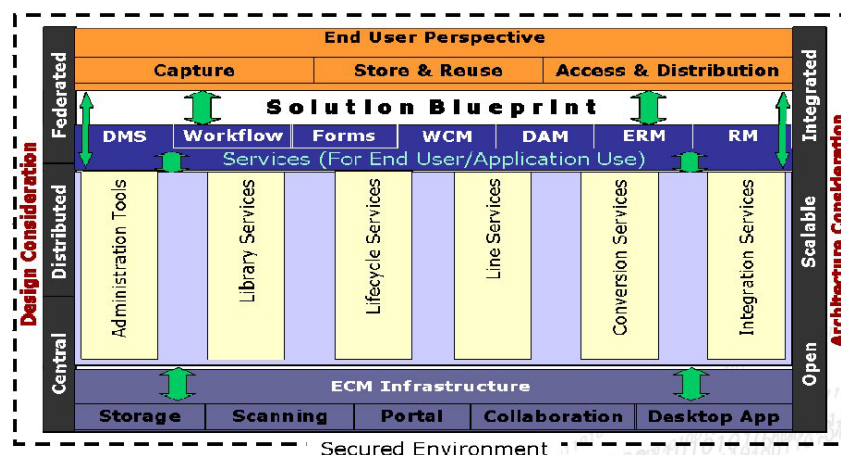 End User Perspective
Capture Store & Reuse Access & Distribution
Solution Blueprint
DMS Workflow Forms WCM DAM ERM RM
Services (For End User/Application Use)
Administration Tools
Library Services
Lifecycle Services
Line Services
Conversion Services
Integration Services
ECM Infrastructure
Storage Scanning Portal Collaboration Desktop App
Secured Environment
Design Consideration
Federated
Distributed
Central
Integrated
Scalable
Open
Architecture Consideration